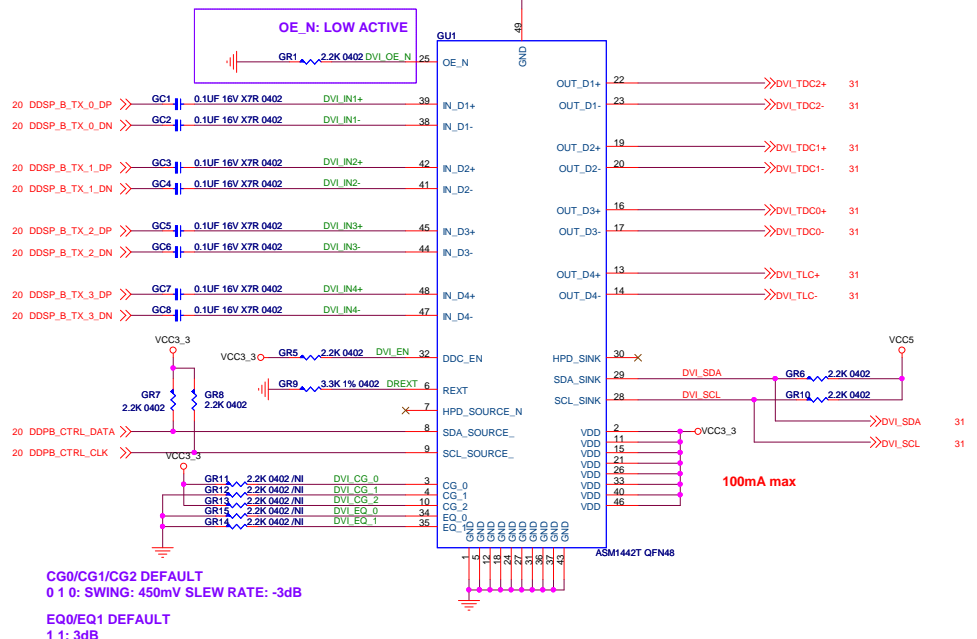 OE_N: LOW ACTIVE
49
GND
GU1
GR1 2.2K 0402 DVI_OE_N 25 OE_N
OUT_D1+ 22 DVI_TDC2+ 31
20 DDSP_B_TX_0_DP GC1 0.1UF 16V X7R 0402 DVI_IN1+ 39 IN_D1+
OUT_D1- 23 DVI_TDC2- 31
20 DDSP_B_TX_0_DN GC2 0.1UF 16V X7R 0402 DVI_IN1- 38 IN_D1-
OUT_D2+ 19 DVI_TDC1+ 31
20 DDSP_B_TX_1_DP GC3 0.1UF 16V X7R 0402 DVI_IN2+ 42 IN_D2+
OUT_D2- 20 DVI_TDC1- 31
20 DDSP_B_TX_1_DN GC4 0.1UF 16V X7R 0402 DVI_IN2- 41 IN_D2-
OUT_D3+ 16 DVI_TDC0+ 31
20 DDSP_B_TX_2_DP GC5 0.1UF 16V X7R 0402 DVI_IN3+ 45 IN_D3+
OUT_D3- 17 DVI_TDC0- 31
20 DDSP_B_TX_2_DN GC6 0.1UF 16V X7R 0402 DVI_IN3- 44 IN_D3-
OUT_D4+ 13 DVI_TLC+ 31
20 DDSP_B_TX_3_DP GC7 0.1UF 16V X7R 0402 DVI_IN4+ 48 IN_D4+
OUT_D4- 14 DVI_TLC- 31
20 DDSP_B_TX_3_DN GC8 0.1UF 16V X7R 0402 DVI_IN4- 47 IN_D4-
VCC3_3
VCC5
VCC3_3 GR5 2.2K 0402 DVI_EN 32 DDC_EN
HPD_SINK 30
SDA_SINK 29 DVI_SDA GR6 2.2K 0402
GR9 3.3K 1% 0402 DREXT 6 REXT
SCL_SINK 28 DVI_SCL GR10 2.2K 0402
GR7
2.2K 0402
GR8
2.2K 0402
7 HPD_SOURCE_N
DVI_SDA 31
20 DDPB_CTRL_DATA 8 SDA_SOURCE_
DVI_SCL 31
20 DDPB_CTRL_CLK 9 SCL_SOURCE_
VDD 2 VCC3_3
VDD 11
VDD 15
VDD 21
VDD 26
VDD 33
VDD 40
VDD 46
100mA max
VCC3_3
GR11 2.2K 0402 /NI DVI_CG_0 3 CG_0
GR12 2.2K 0402 /NI DVI_CG_1 4 CG_1
GR13 2.2K 0402 /NI DVI_CG_2 10 CG_2
GR15 2.2K 0402 /NI DVI_EQ_0 34 EQ_0
GR14 2.2K 0402 /NI DVI_EQ_1 35 EQ_1
GND GND GND GND GND GND GND GND GND GND
1 5 12 18 24 27 31 36 37 43
ASM1442T QFN48
CG0/CG1/CG2 DEFAULT
0 1 0: SWING: 450mV SLEW RATE: -3dB
EQ0/EQ1 DEFAULT
1 1: 3dB